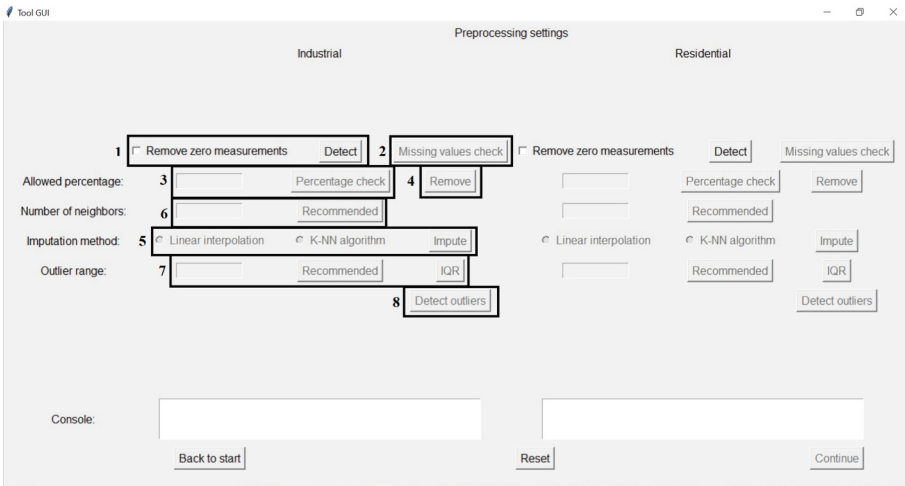 Tool GUI
Preprocessing settings
Industrial Residential
1 Remove zero measurements Detect 2 Missing values check Remove zero measurements Detect Missing values check
Allowed percentage: 3 Percentage check 4 Remove Percentage check Remove
Number of neighbors: 6 Recommended Recommended
Imputation method: 5 Linear interpolation K-NN algorithm Impute Linear interpolation K-NN algorithm Impute
Outlier range: 7 Recommended IQR Recommended IQR
8 Detect outliers Detect outliers
Console:
Back to start Reset Continue